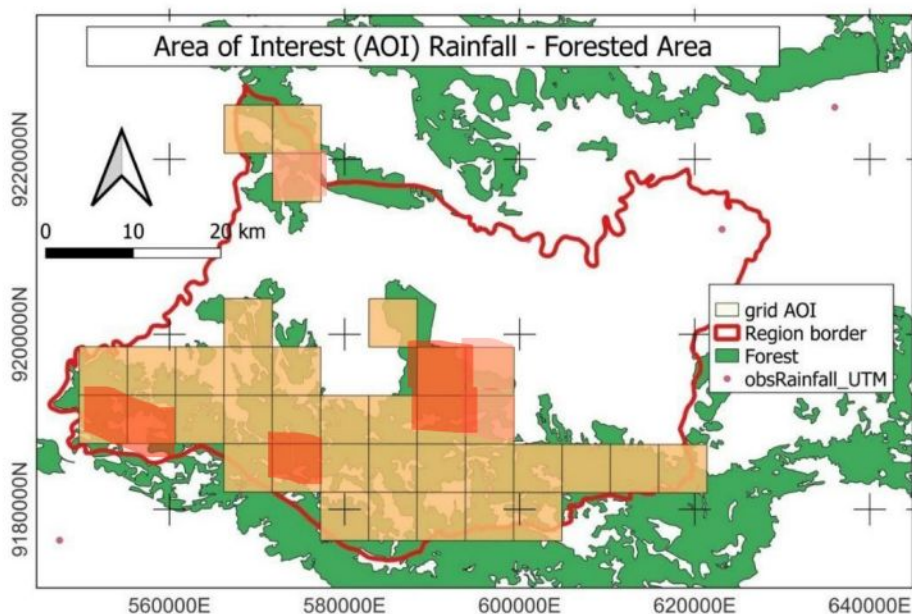 Area of Interest (AOI) Rainfall - Forested Area
9220000N
0 10 20 km
grid AOI
Region border
Forest
obsRainfall_UTM
9200000N
9180000N
560000E 580000E 600000E 620000E 640000E